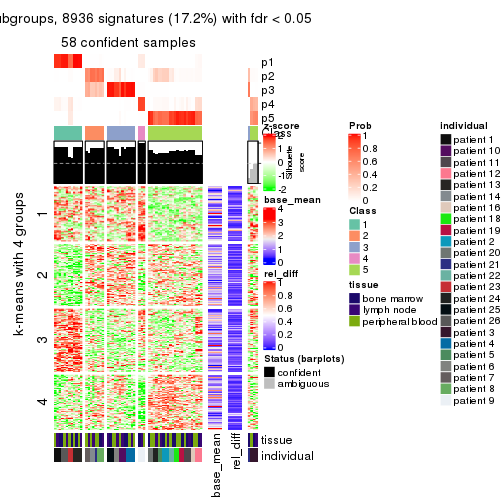 ubgroups, 8936 signatures (17.2%) with fdr < 0.05
58 confident samples
p1
p2
p3
p4
p5
Class
silhouette score
k-means with 4 groups
1
2
3
4
base_mean
rel_diff
tissue
individual
z-score
2
-2
base_mean
4
3
2
1
0
rel_diff
1
0.8
0.6
0.4
0.2
0
Status (barplots)
confident
ambiguous
Prob
1
0.8
0.6
0.4
0.2
0
Class
1
2
3
4
5
tissue
bone marrow
lymph node
peripheral blood
individual
patient 1
patient 10
patient 11
patient 12
patient 13
patient 14
patient 16
patient 18
patient 19
patient 2
patient 20
patient 21
patient 22
patient 23
patient 24
patient 25
patient 26
patient 3
patient 4
patient 5
patient 6
patient 7
patient 8
patient 9